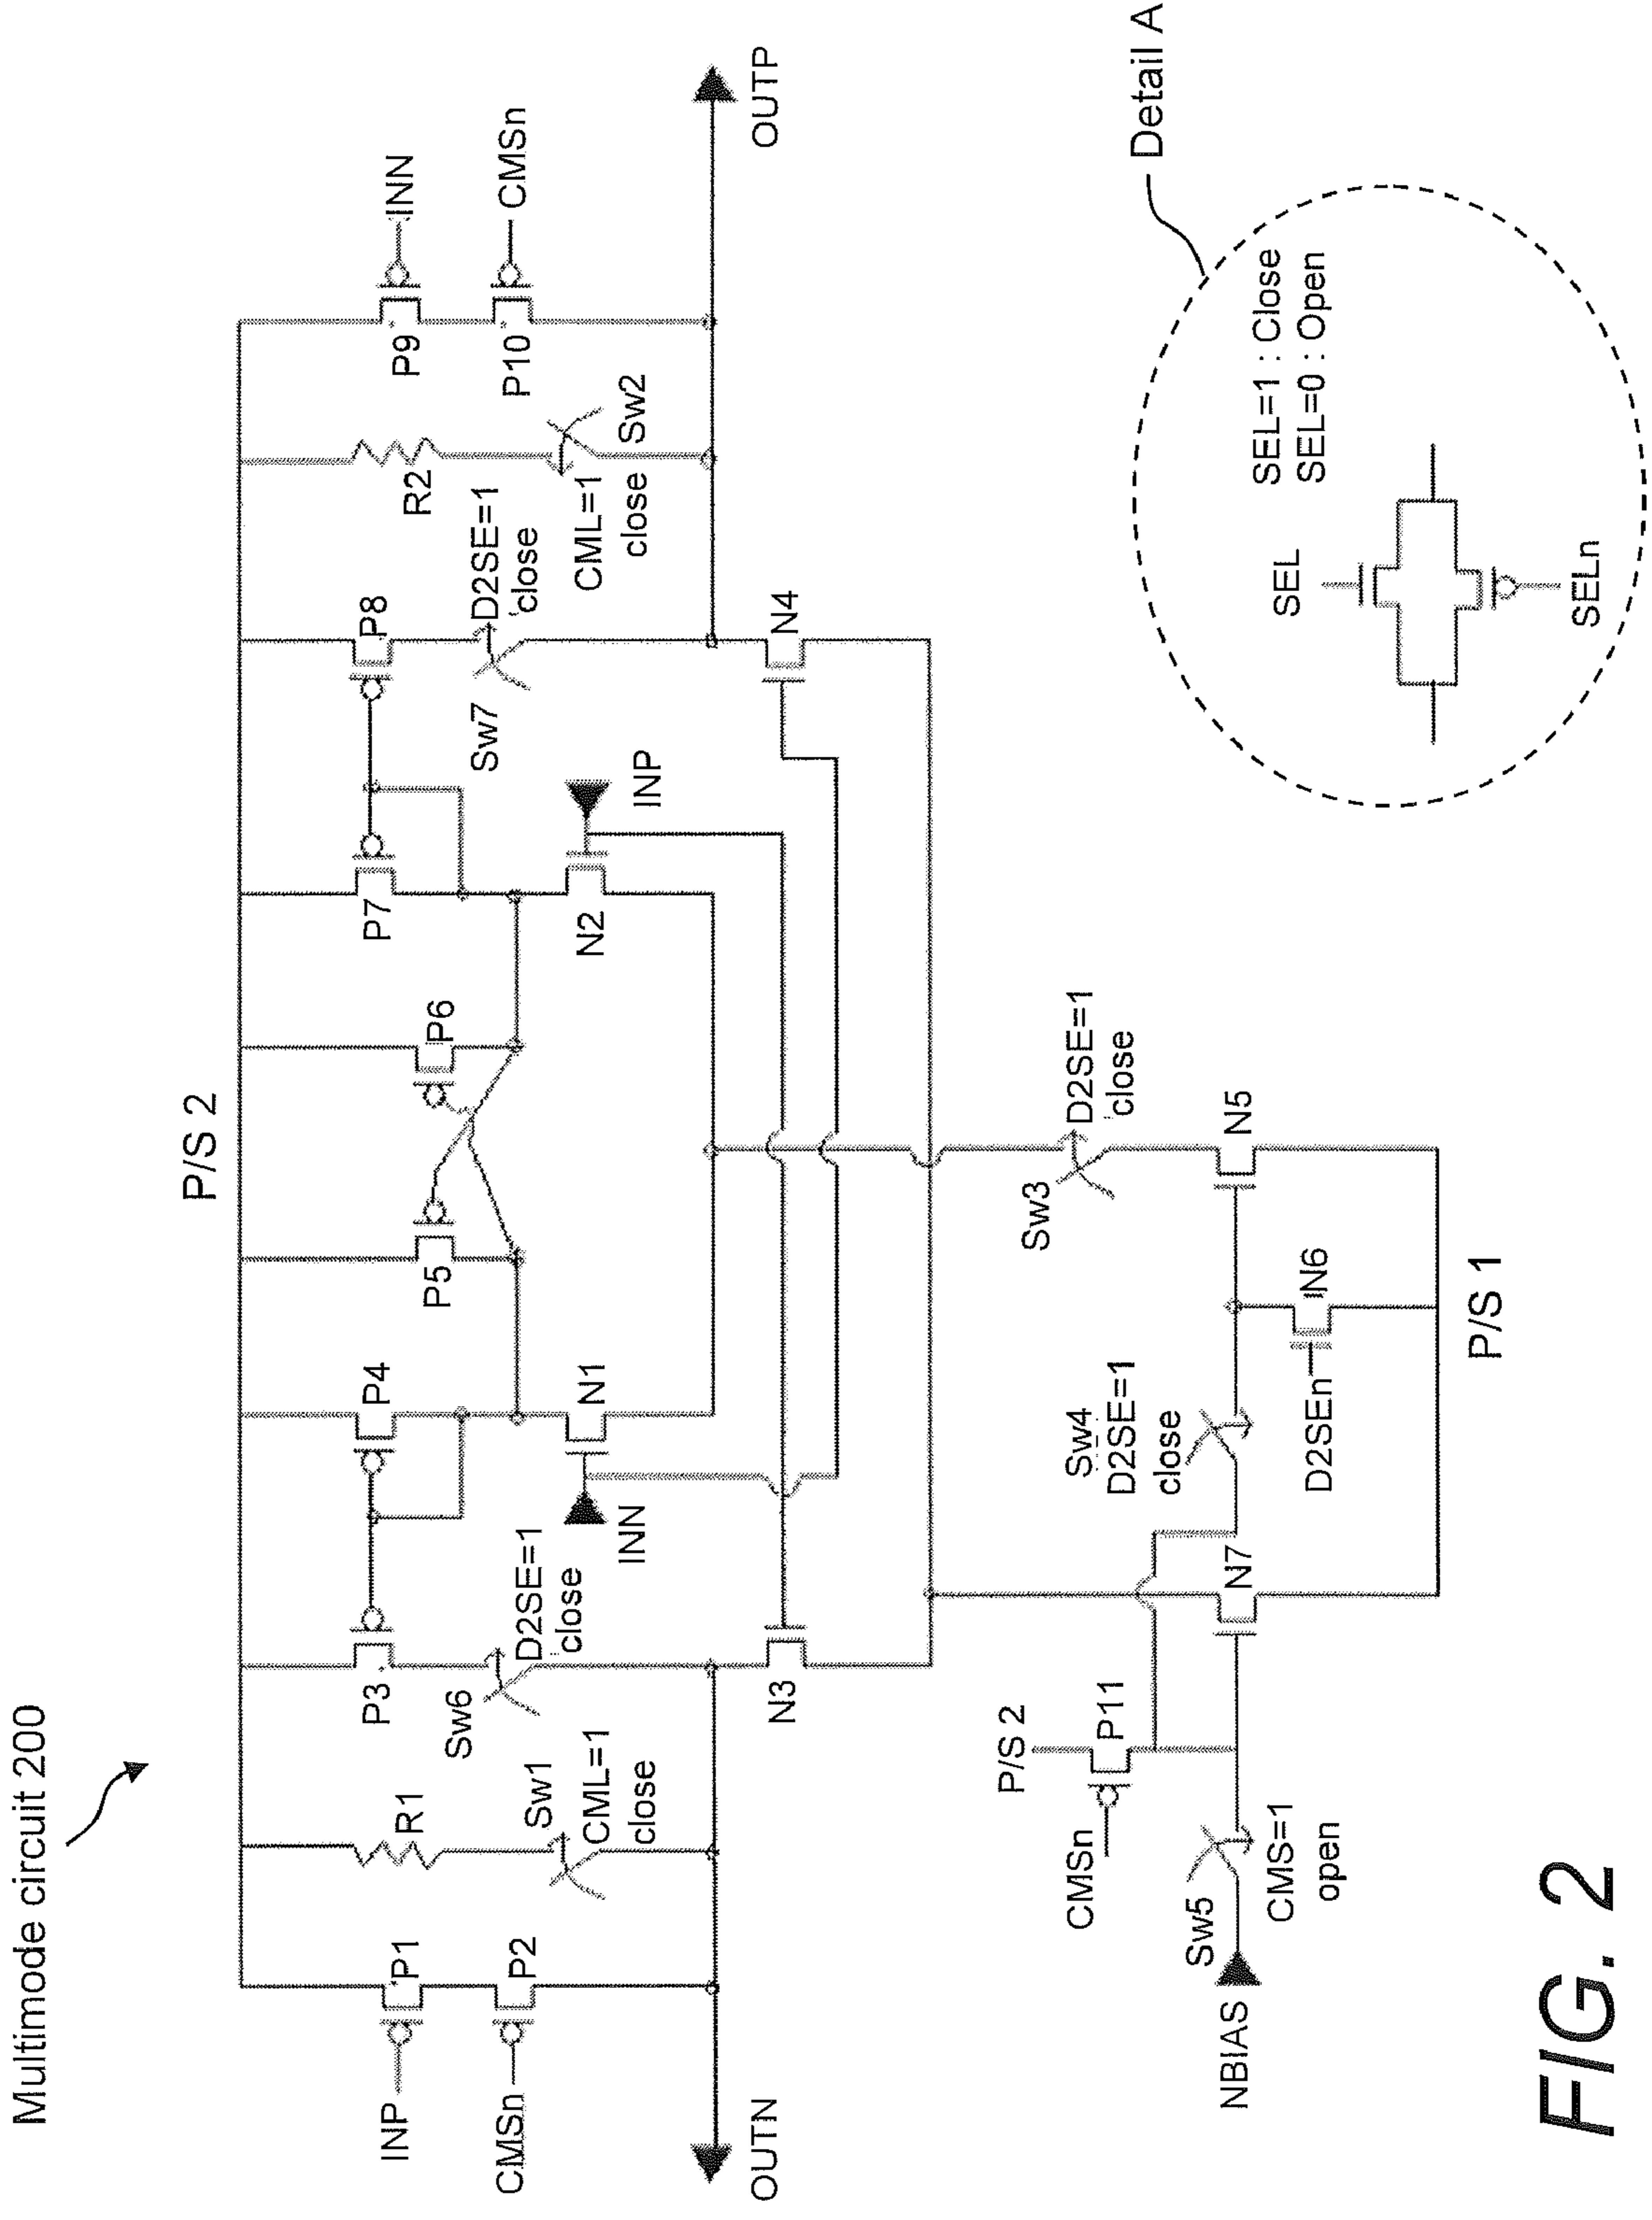 Multimode circuit 200
P/S 2
INP
P1
CMSn
P2
R1
Sw1
CML=1
close
P3
Sw6
D2SE=1
close
P4
INN
N1
P5
P6
P7
N2
INP
P8
Sw7
D2SE=1
close
R2
CML=1
close
Sw2
P9
INN
P10
CMSn
OUTN
N3
N4
OUTP
P/S 2
CMSn
P11
NBIAS
Sw5
CMS=1
open
N7
Sw4
D2SE=1
close
D2SEn
N6
Sw3
D2SE=1
close
N5
P/S 1
Detail A
SEL=1 : Close
SEL=0 : Open
SEL
SELn
FIG. 2